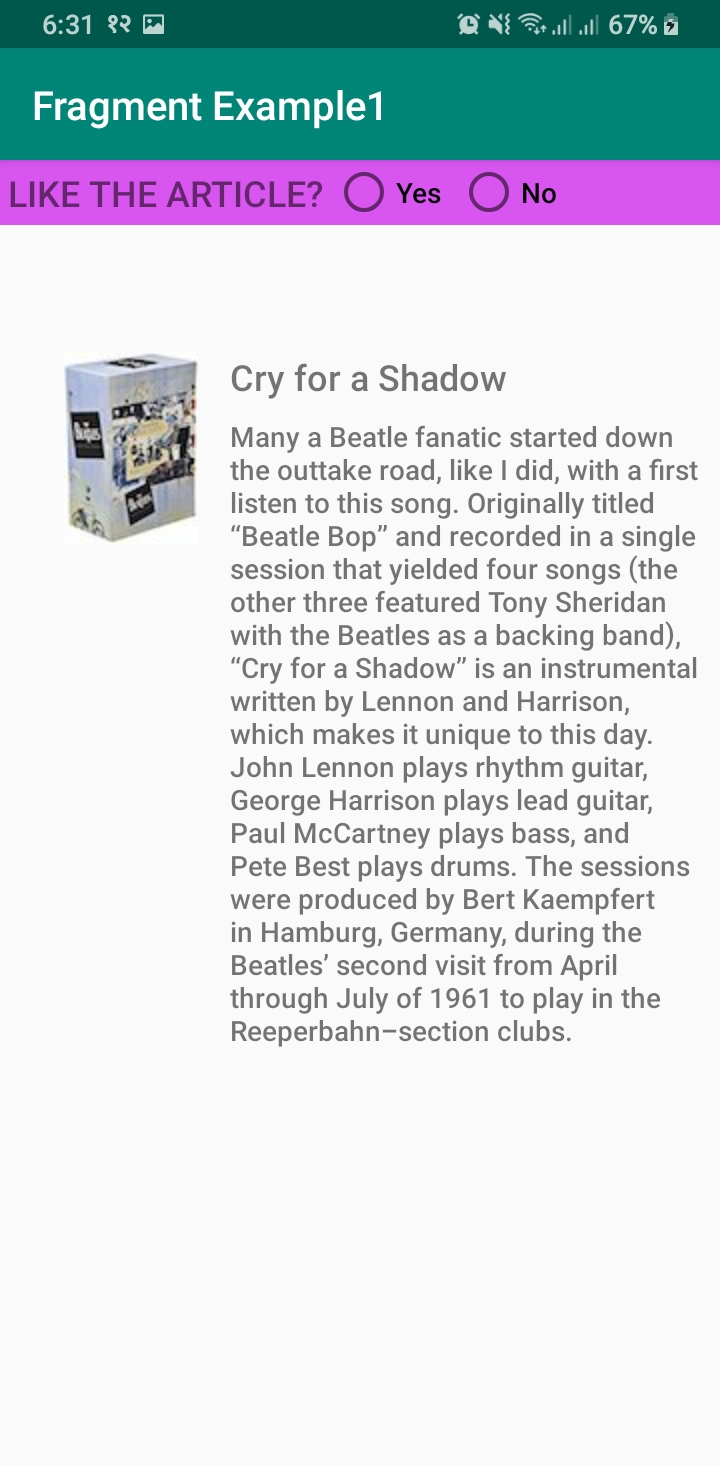 6:31 १२ 67%
Fragment Example1
LIKE THE ARTICLE? Yes No
Cry for a Shadow
Many a Beatle fanatic started down
the outtake road, like I did, with a first
listen to this song. Originally titled
“Beatle Bop” and recorded in a single
session that yielded four songs (the
other three featured Tony Sheridan
with the Beatles as a backing band),
“Cry for a Shadow” is an instrumental
written by Lennon and Harrison,
which makes it unique to this day.
John Lennon plays rhythm guitar,
George Harrison plays lead guitar,
Paul McCartney plays bass, and
Pete Best plays drums. The sessions
were produced by Bert Kaempfert
in Hamburg, Germany, during the
Beatles’ second visit from April
through July of 1961 to play in the
Reeperbahn–section clubs.